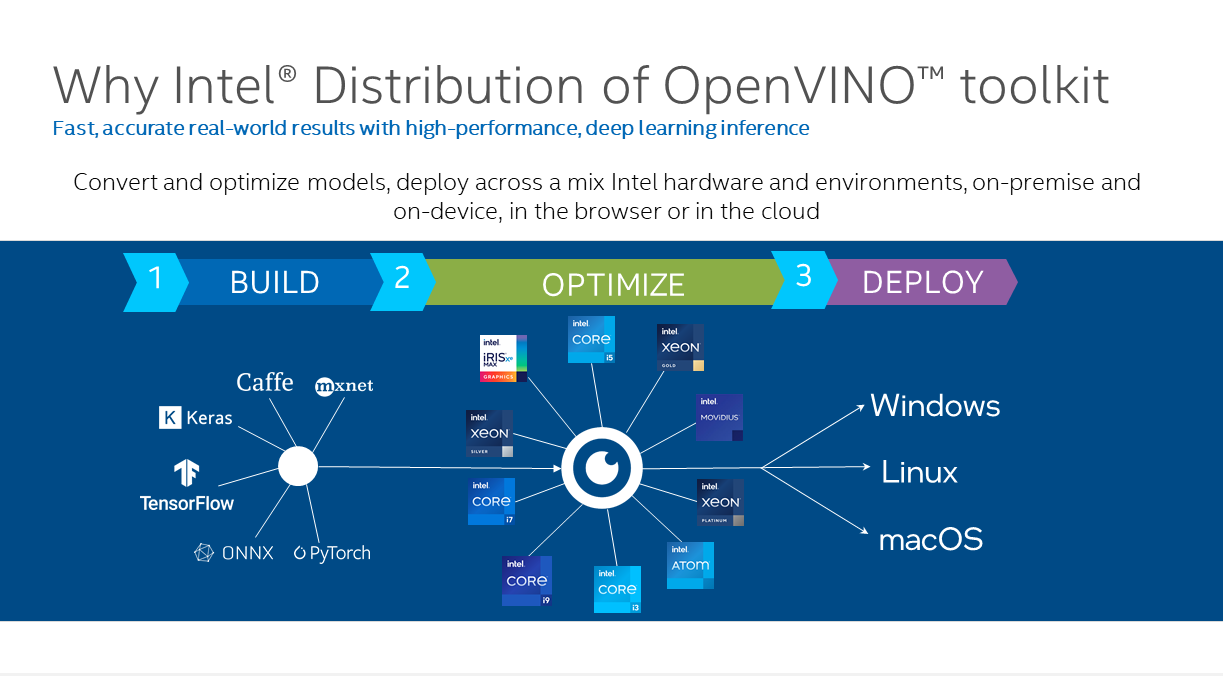 Why Intel® Distribution of OpenVINO™ toolkit
Fast, accurate real-world results with high-performance, deep learning inference
Convert and optimize models, deploy across a mix Intel hardware and environments, on-premise and
on-device, in the browser or in the cloud
1
BUILD
2
OPTIMIZE
3
DEPLOY
Caffe
mxnet
K Keras
TensorFlow
ONNX
PyTorch
intel.
iRIS Xe
MAX
GRAPHICS
intel.
CORE
i5
intel.
XEON
GOLD
intel.
XEON
SILVER
intel.
MOVIDIUS
intel.
CORE
i7
intel.
XEON
PLATINUM
intel.
CORE
i9
intel.
CORE
i3
intel.
ATOM
Windows
Linux
macOS